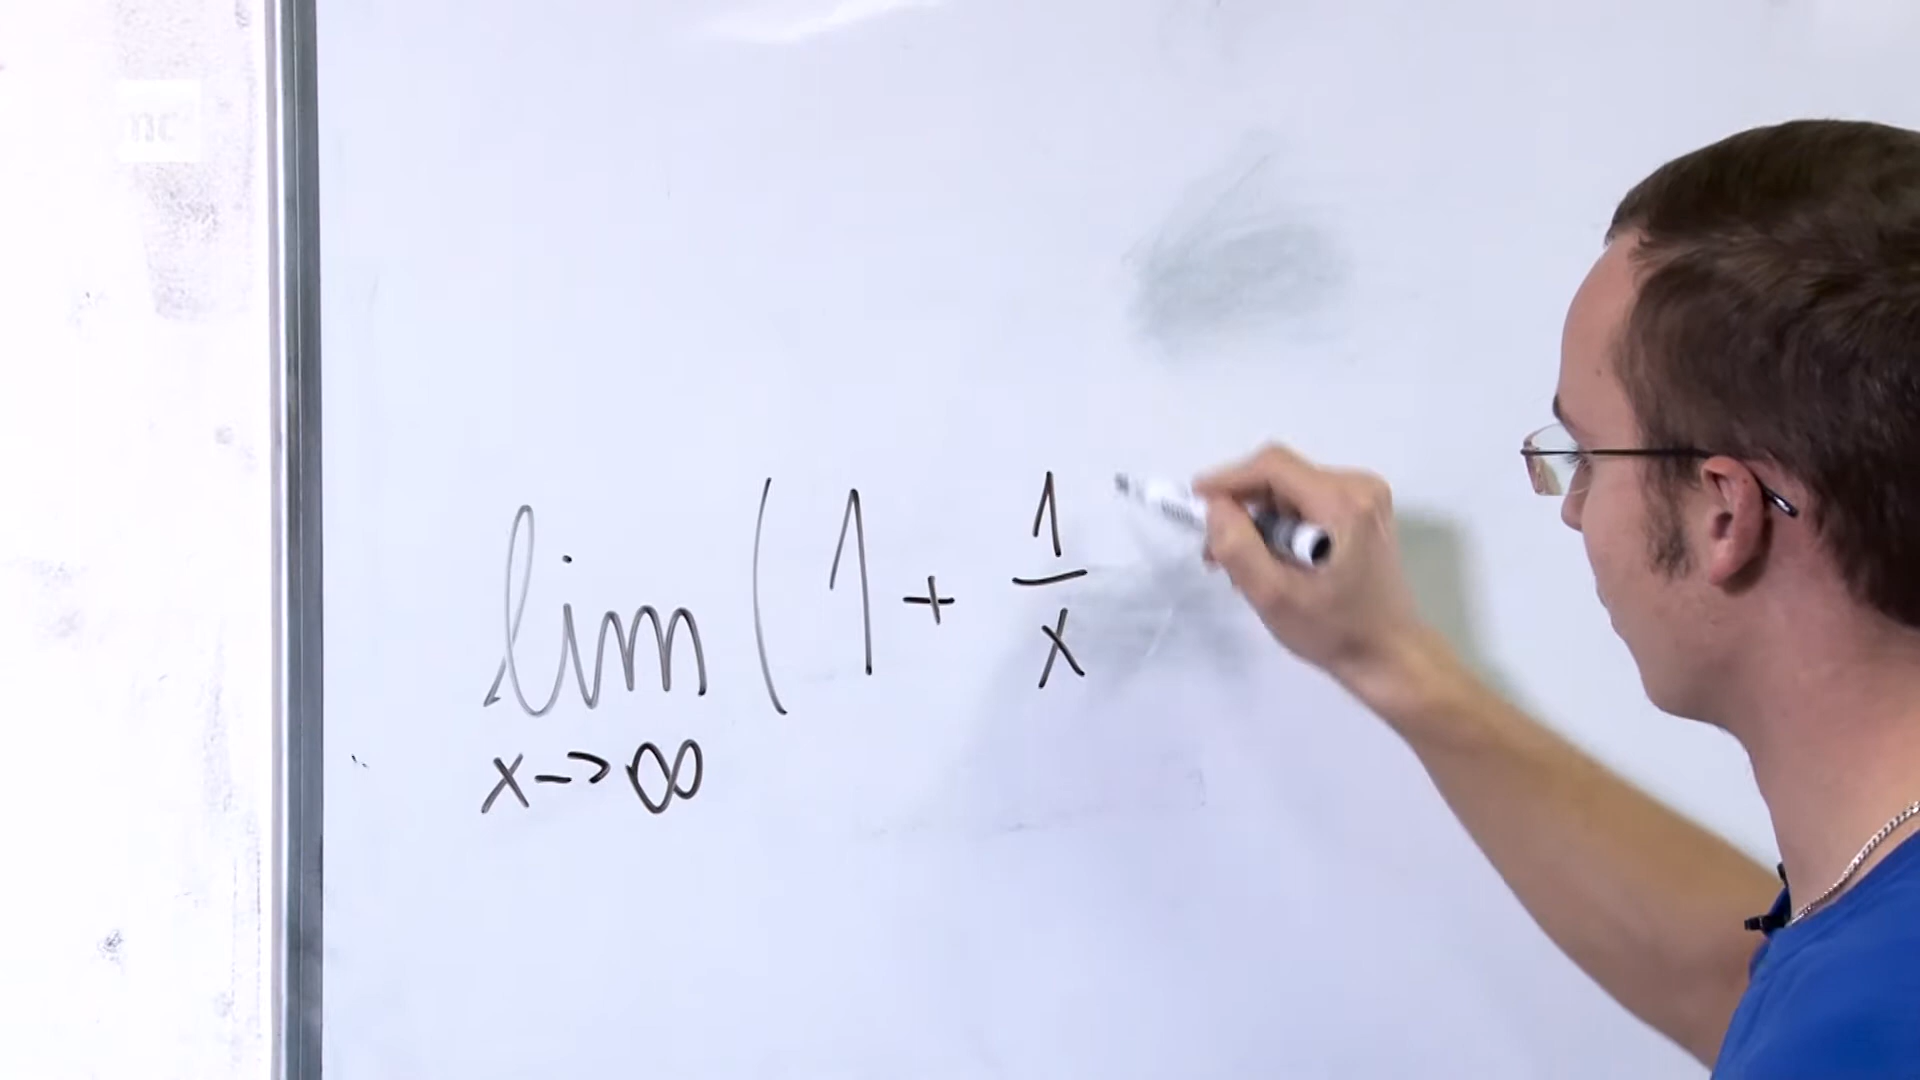 lim (1 + 1/x
x -> ∞